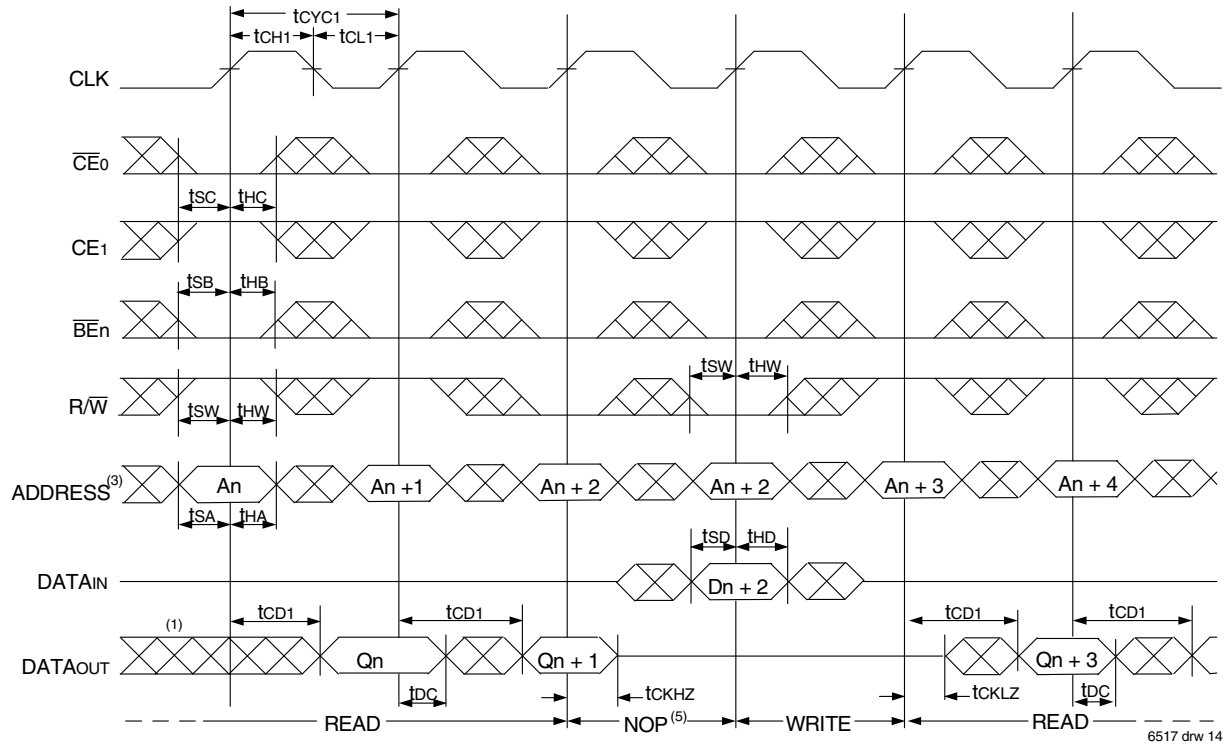 tCYC1
tCH1 tCL1
CLK
CE0
tSC tHC
CE1
tSB tHB
BEn
tSW tHW
R/W
tSW tHW
ADDRESS(3) An An +1 An + 2 An + 2 An + 3 An + 4
tSA tHA
tSD tHD
DATAIN Dn + 2
(1) tCD1 tCD1 tCD1 tCD1
DATAOUT Qn Qn + 1 Qn + 3
tDC tCKHZ tCKLZ tDC
READ NOP(5) WRITE READ
6517 drw 14